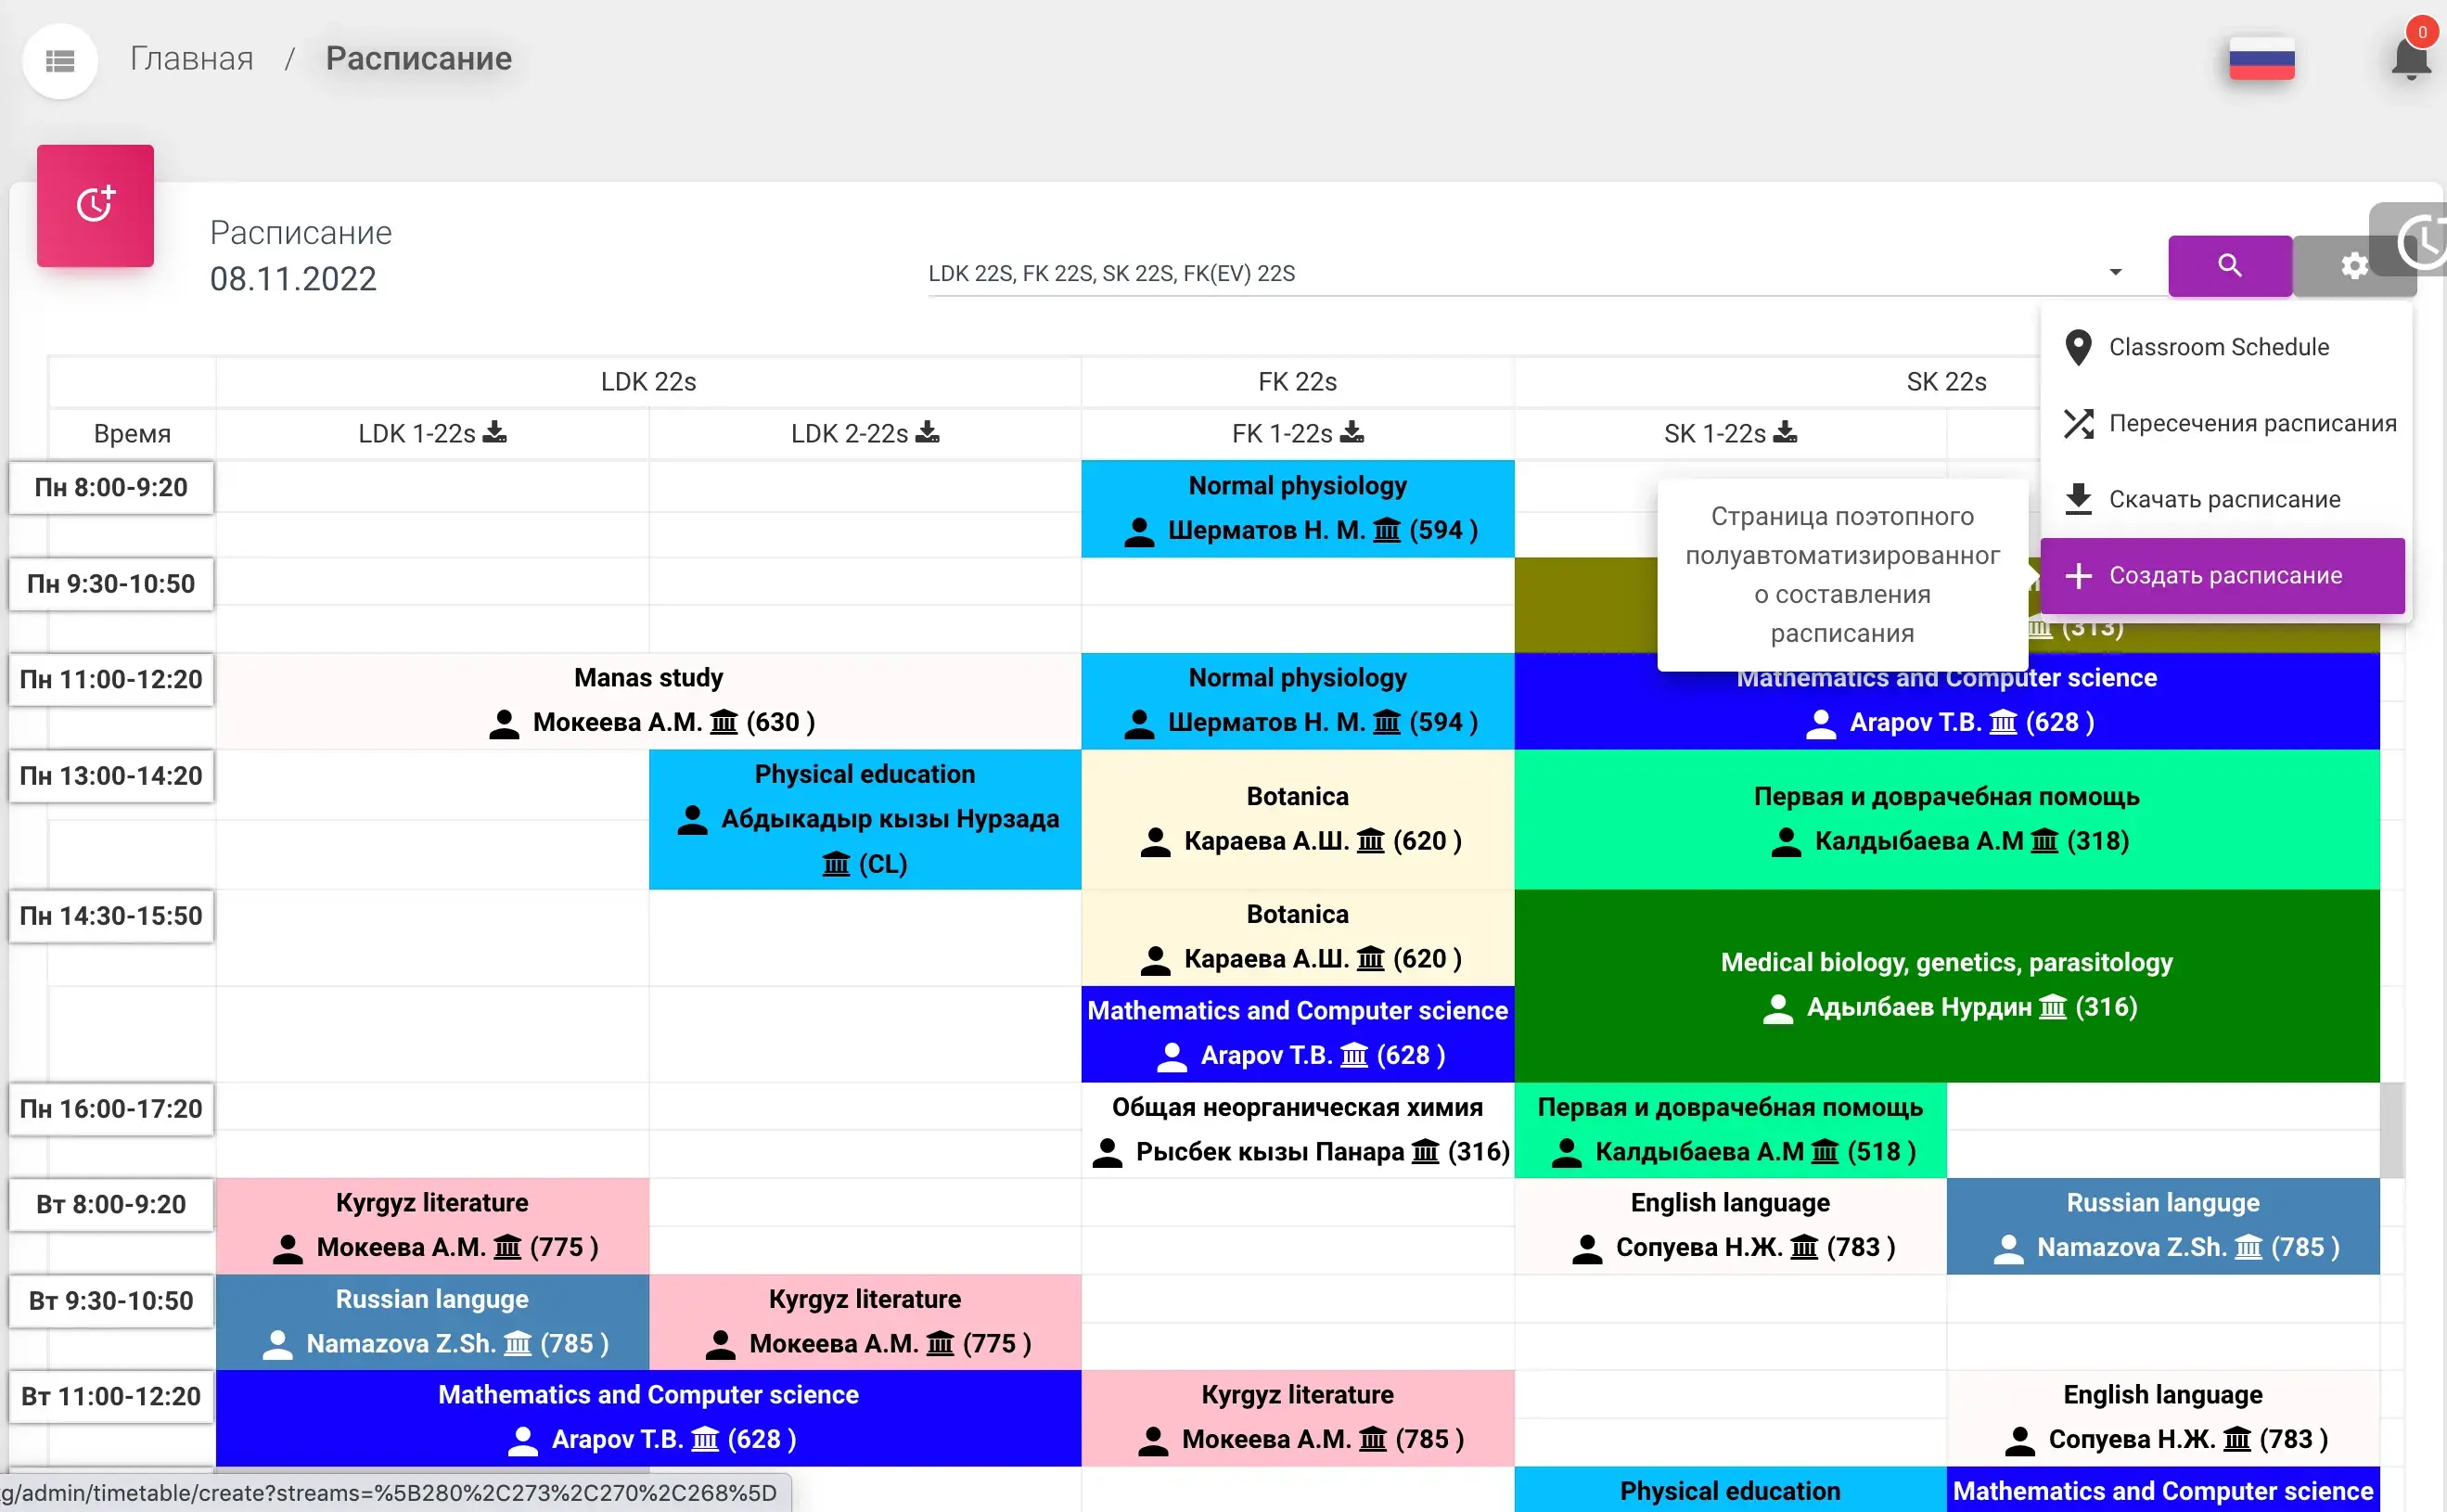 Главная / Расписание
0
Расписание
08.11.2022
LDK 22S, FK 22S, SK 22S, FK(EV) 22S
Classroom Schedule
Пересечения расписания
Скачать расписание
Создать расписание
Страница поэтопного
полуавтоматизированног
о составления
расписания
LDK 22s FK 22s SK 22s
Время LDK 1-22s LDK 2-22s FK 1-22s SK 1-22s
Пн 8:00-9:20
Normal physiology
Шерматов Н. М. (594 )
Пн 9:30-10:50
(313)
Пн 11:00-12:20
Manas study
Мокеева А.М. (630 )
Normal physiology
Шерматов Н. М. (594 )
Mathematics and Computer science
Arapov T.B. (628 )
Пн 13:00-14:20
Physical education
Абдыкадыр кызы Нурзада
(CL)
Botanica
Караева А.Ш. (620 )
Первая и доврачебная помощь
Калдыбаева А.М (318)
Пн 14:30-15:50
Botanica
Караева А.Ш. (620 )
Mathematics and Computer science
Arapov T.B. (628 )
Medical biology, genetics, parasitology
Адылбаев Нурдин (316)
Пн 16:00-17:20
Общая неорганическая химия
Рысбек кызы Панара (316)
Первая и доврачебная помощь
Калдыбаева А.М (518 )
Вт 8:00-9:20
Kyrgyz literature
Мокеева А.М. (775 )
English language
Сопуева Н.Ж. (783 )
Russian languge
Namazova Z.Sh. (785 )
Вт 9:30-10:50
Russian languge
Namazova Z.Sh. (785 )
Kyrgyz literature
Мокеева А.М. (775 )
Вт 11:00-12:20
Mathematics and Computer science
Arapov T.B. (628 )
Kyrgyz literature
Мокеева А.М. (785 )
English language
Сопуева Н.Ж. (783 )
Physical education
Mathematics and Computer science
g/admin/timetable/create?streams=%5B280%2C273%2C270%2C268%5D